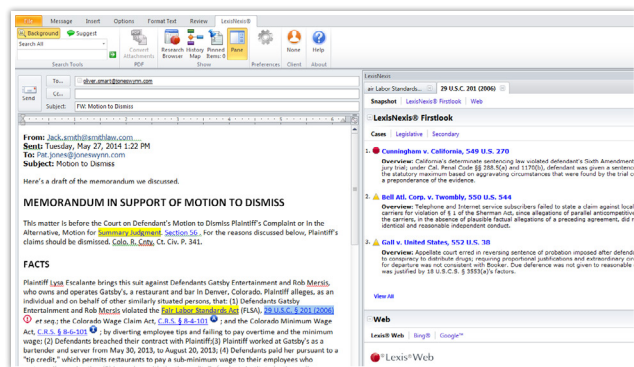 File Message Insert Options Format Text Review LexisNexis®
Background Suggest
Search All
Convert Attachments
Research Browser
History Map
Pinned Items: 0
Pane
None
Help
Search Tools PDF Show Preferences Client About
Send
To... oliver.smart@joneswynn.com
Cc...
Subject: FW: Motion to Dismiss
From: Jack.smith@smithlaw.com
Sent: Tuesday, May 27, 2014 1:22 PM
To: Pat.jones@joneswynn.com
Subject: Motion to Dismiss
Here's a draft of the memorandum we discussed.
MEMORANDUM IN SUPPORT OF MOTION TO DISMISS
This matter is before the Court on Defendant's Motion to Dismiss Plaintiff's Complaint or in the
Alternative, Motion for Summary Judgment. Section 56 . For the reasons discussed below, Plaintiff's
claims should be dismissed. Colo. R. Cnty. Ct. Civ. P. 341.
FACTS
Plaintiff Lysa Escalante brings this suit against Defendants Gatsby Entertainment and Rob Mersis,
who owns and operates Gatsby's, a restaurant and bar in Denver, Colorado. Plaintiff alleges, as an
individual and on behalf of other similarly situated persons, that: (1) Defendants Gatsby
Entertainment and Rob Mersis violated the Fair Labor Standards Act (FLSA), 29 U.S.C. § 201 (2006)
et seq.; the Colorado Wage Claim Act, C.R.S. § 8-4-101 ; and the Colorado Minimum Wage
Act, C.R.S. § 8-6-101 ; by diverting employee tips and failing to pay overtime and the minimum
wage; (2) Defendants breached their contract with Plaintiff;(3) Plaintiff worked at Gatsby's as a
bartender and server from May 30, 2013, to August 20, 2013; (4) Defendants paid her pursuant to a
"tip credit," which permits restaurants to pay a sub-minimum wage to their employees who
LexisNexis
air Labor Standards... 29 U.S.C. 201 (2006)
Snapshot LexisNexis® Firstlook Web
LexisNexis® Firstlook
Cases Legislative Secondary
1. Cunningham v. California, 549 U.S. 270
Overview: California's determinate sentencing law violated defendant's Sixth Amendment
jury trial; under Cal. Penal Code §§ 288.5(a) and 1170(b), defendant was given a sentence
the statutory maximum based on aggravating circumstances that were found by the trial c
a preponderance of the evidence.
2. Bell Atl. Corp. v. Twombly, 550 U.S. 544
Overview: Telephone and Internet service subscribers failed to state a claim against local
carriers for violation of § 1 of the Sherman Act, since allegations of parallel anticompetitive
the carriers, in the absence of plausible factual allegations of a preceding agreement, did n
identical and reasonable independent conduct.
3. Gall v. United States, 552 U.S. 38
Overview: Appellate court erred in reversing sentence of probation imposed after defenda
to conspiracy to distribute drugs; requiring proportional justifications and extraordinary circ
for departure was not consistent with Booker. Due deference was not given to reasonable
was justified by 18 U.S.C.S. § 3553(a)'s factors.
View All
Web
Lexis® Web Bing® Google™
Lexis®Web